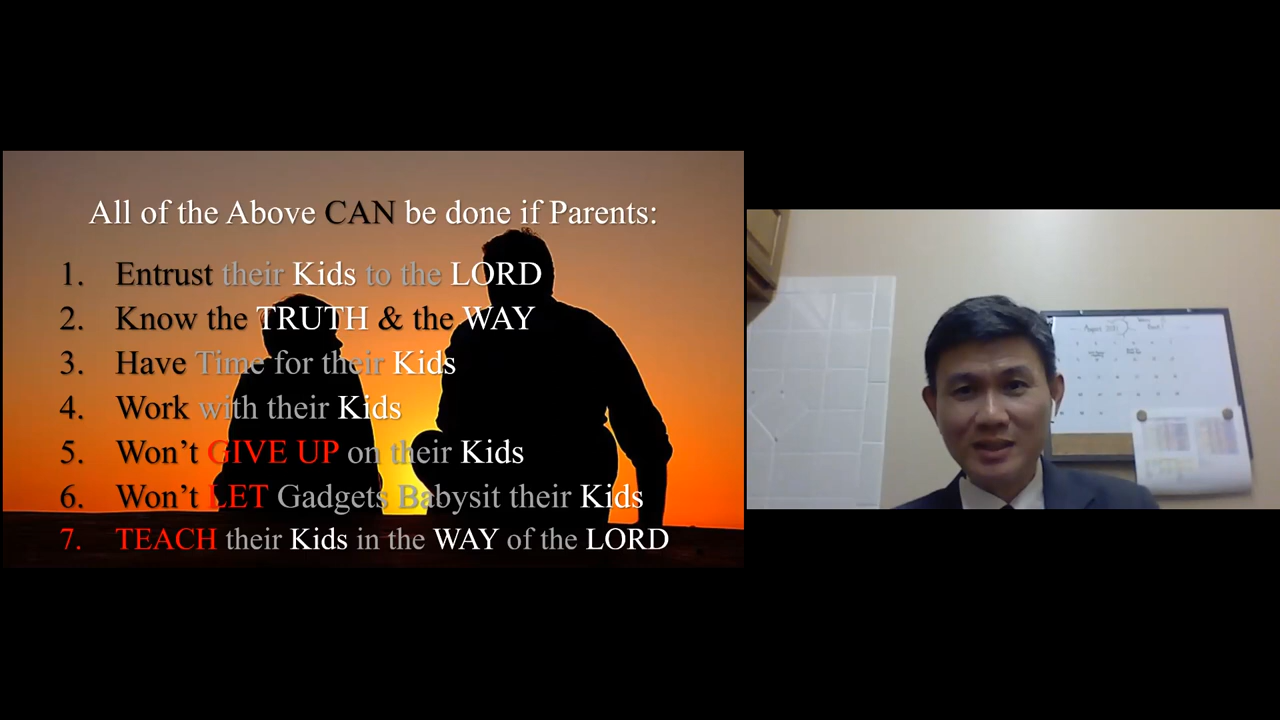 All of the Above CAN be done if Parents:
1. Entrust their Kids to the LORD
2. Know the TRUTH & the WAY
3. Have Time for their Kids
4. Work with their Kids
5. Won't GIVE UP on their Kids
6. Won't LET Gadgets Babysit their Kids
7. TEACH their Kids in the WAY of the LORD
August